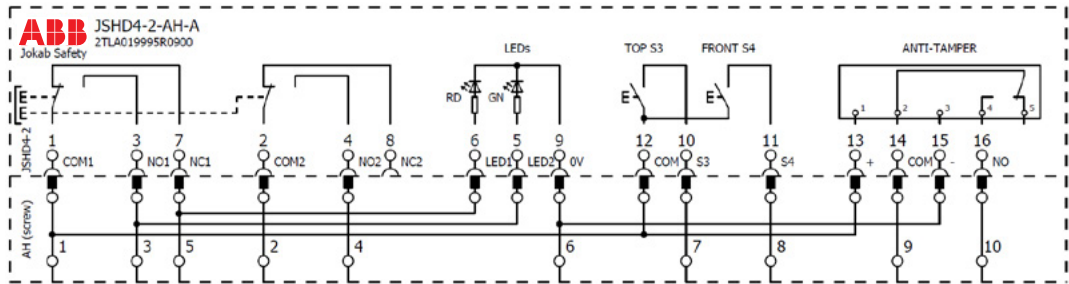 ABB JSHD4-2-AH-A
2TLA019995R0900
Jokab Safety
LEDs TOP S3 FRONT S4 ANTI-TAMPER
RD GN E E
1 2 3 4 5
1 3 7 2 4 8 6 5 9 12 10 11 13 14 15 16
COM1 NO1 NC1 COM2 NO2 NC2 LED1 LED2 0V COM S3 S4 + COM - NO
JSHD4-2
AH (screw)
1 3 5 2 4 6 7 8 9 10